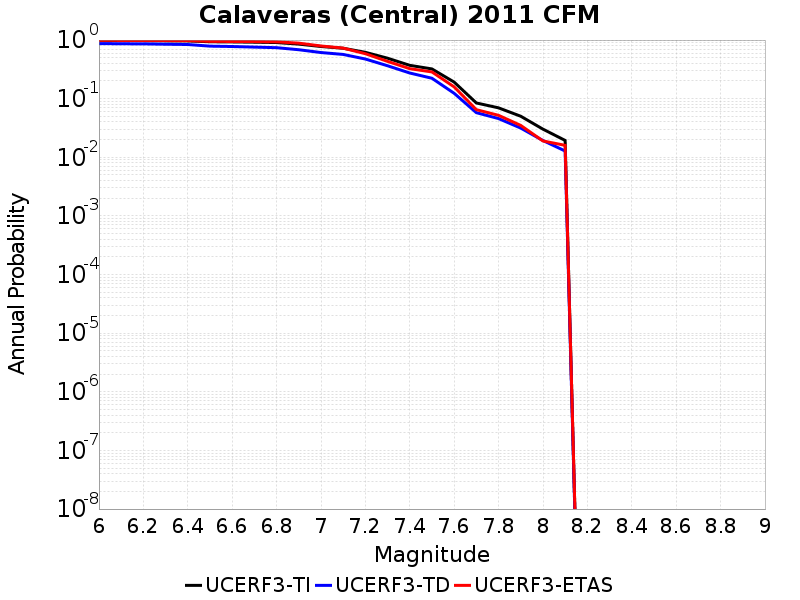 Calaveras (Central) 2011 CFM
Annual Probability
10^0
10^-1
10^-2
10^-3
10^-4
10^-5
10^-6
10^-7
10^-8
6 6.2 6.4 6.6 6.8 7 7.2 7.4 7.6 7.8 8 8.2 8.4 8.6 8.8 9
Magnitude
UCERF3-TI UCERF3-TD UCERF3-ETAS